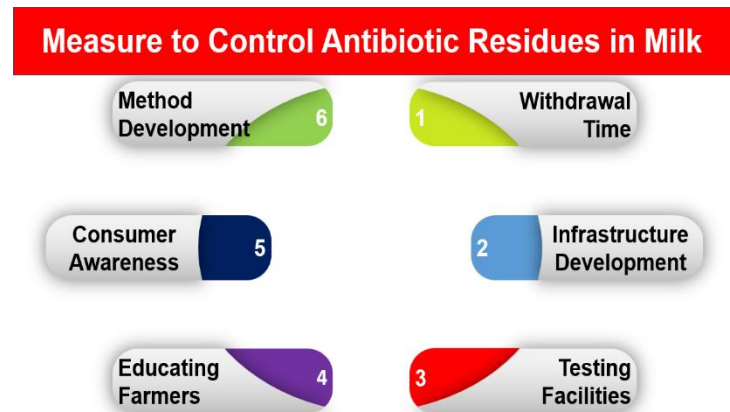 Measure to Control Antibiotic Residues in Milk
Method
Development
6
1
Withdrawal
Time
Consumer
Awareness
5
2
Infrastructure
Development
Educating
Farmers
4
3
Testing
Facilities